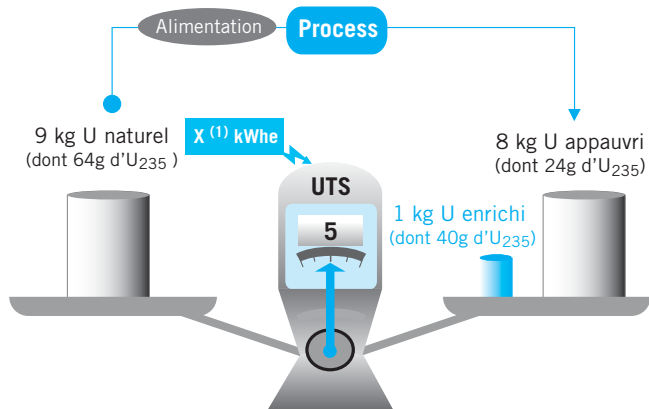 Alimentation
Process
9 kg U naturel
(dont 64g d'U235 )
X (1) kWhe
UTS
5
8 kg U appauvri
(dont 24g d'U235)
1 kg U enrichi
(dont 40g d'U235)